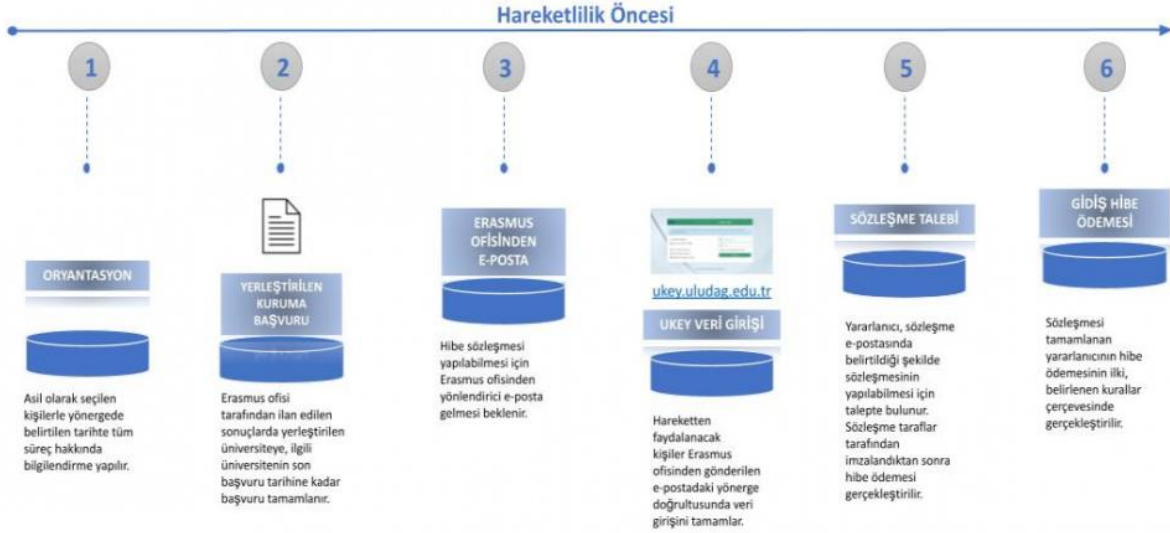 Hareketlilik Öncesi
1
2
3
4
5
6
ORYANTASYON
Asil olarak seçilen
kişilerle yönergede
belirtilen tarihte tüm
süreç hakkında
bilgilendirme yapılır.
YERLEŞTİRİLEN
KURUMA
BAŞVURU
Erasmus ofisi
tarafından ilan edilen
sonuçlarda yerleştirilen
üniversiteye, ilgili
üniversitenin son
başvuru tarihine kadar
başvuru tamamlanır.
ERASMUS
OFİSİNDEN
E-POSTA
Hibe sözleşmesi
yapılabilmesi için
Erasmus ofisinden
yönlendirici e-posta
gelmesi beklenir.
ukey.uludag.edu.tr
UKEY VERİ GİRİŞİ
Hareketten
faydalanacak
kişiler Erasmus
ofisinden gönderilen
e-postadaki yönerge
doğrultusunda veri
girişini tamamlar.
SÖZLEŞME TALEBİ
Yararlanıcı, sözleşme
e-postasında
belirtildiği şekilde
sözleşmesinin
yapılabilmesi için
talepte bulunur.
Sözleşme taraflar
tarafından
imzalandıktan sonra
hibe ödemesi
gerçekleştirilir.
GİDİŞ HİBE
ÖDEMESİ
Sözleşmesi
tamamlanan
yararlanıcının hibe
ödemesinin ilki,
belirlenen kurallar
çerçevesinde
gerçekleştirilir.